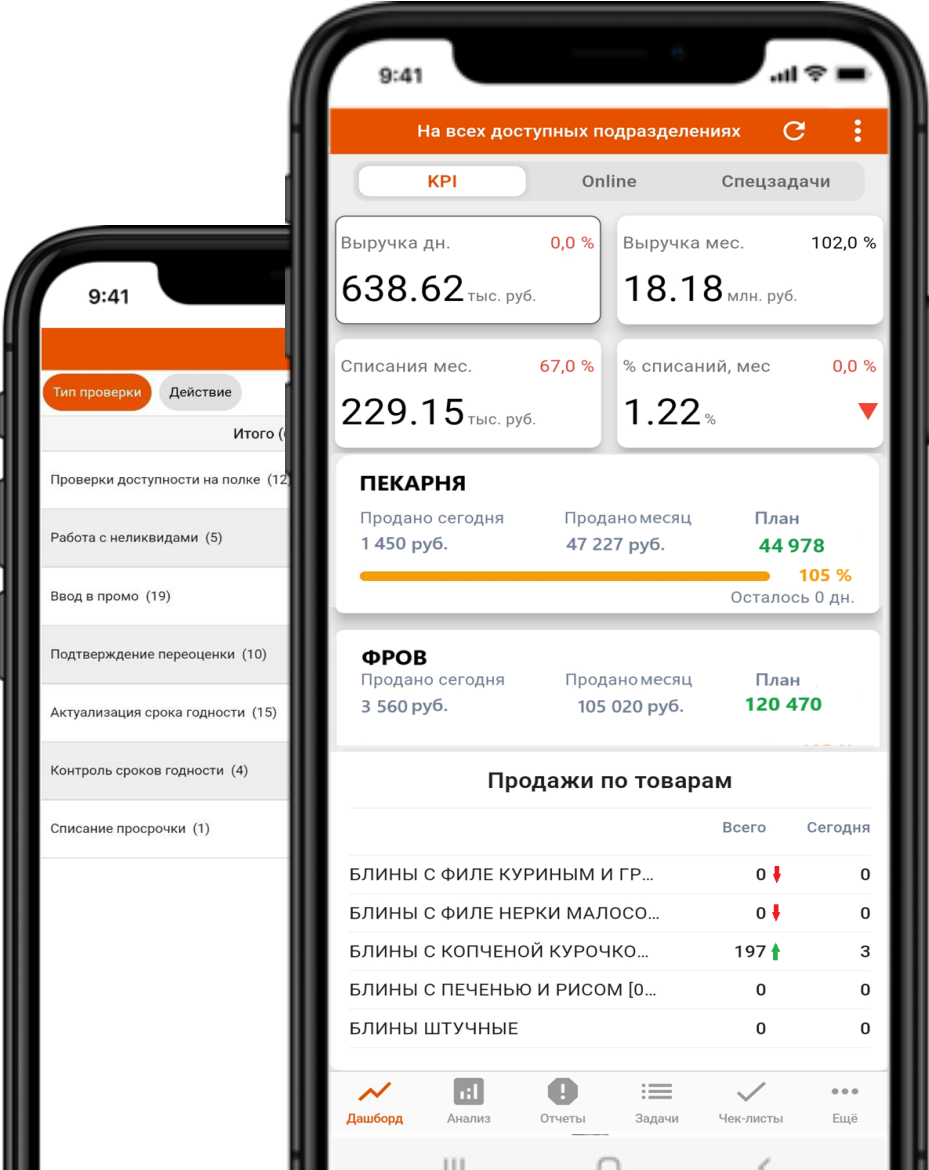 9:41
Тип проверки Действие
Итого
Проверки доступности на полке (12)
Работа с неликвидами (5)
Ввод в промо (19)
Подтверждение переоценки (10)
Актуализация срока годности (15)
Контроль сроков годности (4)
Списание просрочки (1)
9:41
На всех доступных подразделениях
KPI Online Спецзадачи
Выручка дн. 0,0 % Выручка мес. 102,0 %
638.62 тыс. руб. 18.18 млн. руб.
Списания мес. 67,0 % % списаний, мес 0,0 %
229.15 тыс. руб. 1.22 %
ПЕКАРНЯ
Продано сегодня Продано месяц План
1 450 руб. 47 227 руб. 44 978
105 %
Осталось 0 дн.
ФРОВ
Продано сегодня Продано месяц План
3 560 руб. 105 020 руб. 120 470
Продажи по товарам
Всего Сегодня
БЛИНЫ С ФИЛЕ КУРИНЫМ И ГР... 0 0
БЛИНЫ С ФИЛЕ НЕРКИ МАЛОСО... 0 0
БЛИНЫ С КОПЧЕНОЙ КУРОЧКО... 197 3
БЛИНЫ С ПЕЧЕНЬЮ И РИСОМ [0... 0 0
БЛИНЫ ШТУЧНЫЕ 0 0
Дашборд Анализ Отчеты Задачи Чек-листы Ещё